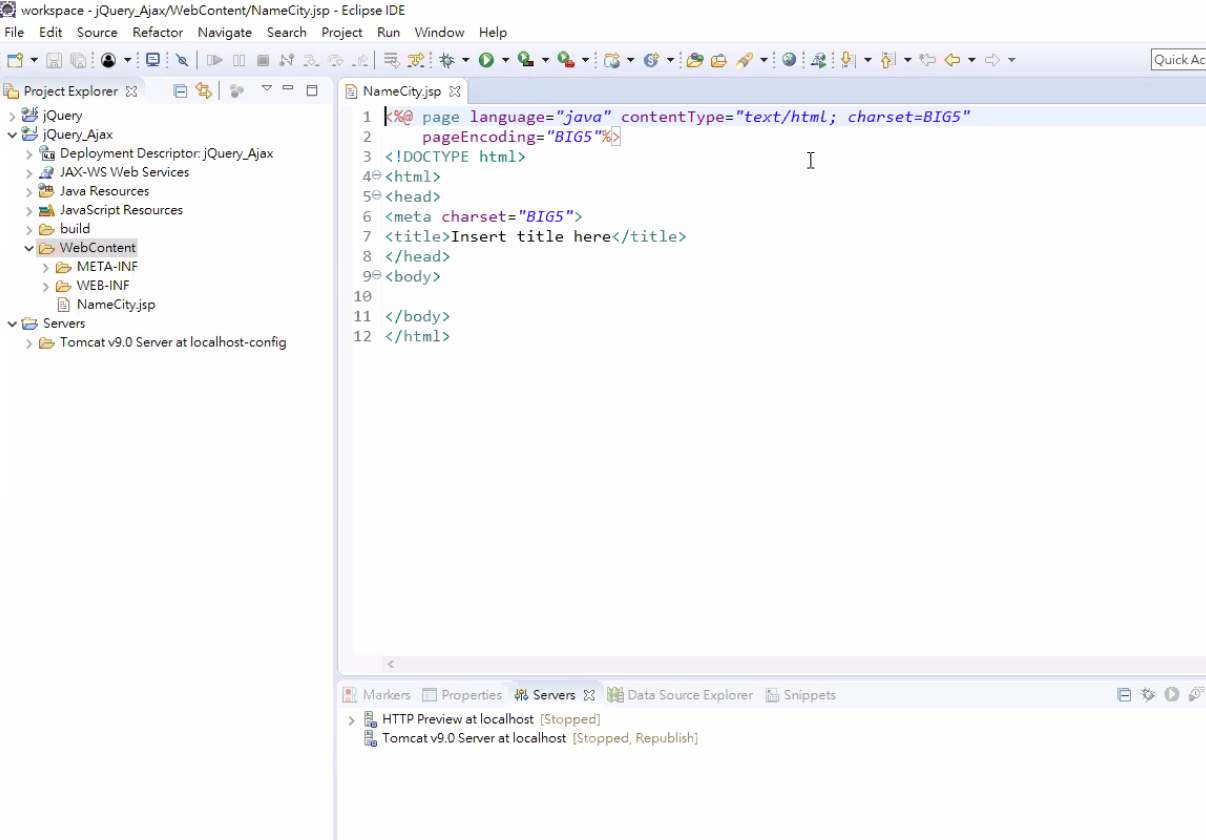 workspace - jQuery_Ajax/WebContent/NameCity.jsp - Eclipse IDE
File Edit Source Refactor Navigate Search Project Run Window Help
Quick Ac
Project Explorer
jQuery
jQuery_Ajax
Deployment Descriptor: jQuery_Ajax
JAX-WS Web Services
Java Resources
JavaScript Resources
build
WebContent
META-INF
WEB-INF
NameCity.jsp
Servers
Tomcat v9.0 Server at localhost-config
NameCity.jsp
1 <%@ page language="java" contentType="text/html; charset=BIG5"
2 pageEncoding="BIG5"%>
3 <!DOCTYPE html>
4 <html>
5 <head>
6 <meta charset="BIG5">
7 <title>Insert title here</title>
8 </head>
9 <body>
10
11 </body>
12 </html>
Markers Properties Servers Data Source Explorer Snippets
HTTP Preview at localhost [Stopped]
Tomcat v9.0 Server at localhost [Stopped, Republish]